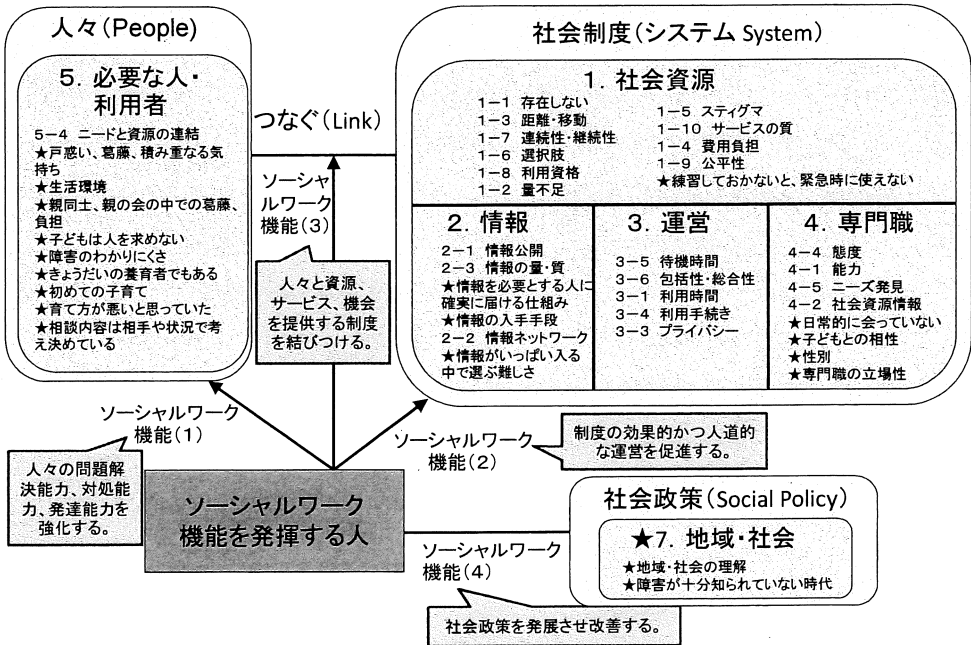 人々(People)
5. 必要な人・
利用者
5-4 ニードと資源の連結
★戸惑い、葛藤、積み重なる気
持ち
★生活環境
★親同士、親の会の中での葛藤、
負担
★子どもは人を求めない
★障害のわかりにくさ
★きょうだいの養育者でもある
★初めての子育て
★育て方が悪いと思っていた
★相談内容は相手や状況で考
え決めている
つなぐ(Link)
ソーシャ
ルワーク
機能(3)
人々と資源、
サービス、機会
を提供する制度
を結びつける。
社会制度(システム System)
1. 社会資源
1-1 存在しない
1-3 距離・移動
1-7 連続性・継続性
1-6 選択肢
1-8 利用資格
1-2 量不足
1-5 スティグマ
1-10 サービスの質
1-4 費用負担
1-9 公平性
★練習しておかないと、緊急時に使えない
2. 情報
2-1 情報公開
2-3 情報の量・質
★情報を必要とする人に
確実に届ける仕組み
★情報の入手手段
2-2 情報ネットワーク
★情報がいっぱい入る
中で選ぶ難しさ
3. 運営
3-5 待機時間
3-6 包括性・総合性
3-1 利用時間
3-4 利用手続き
3-3 プライバシー
4. 専門職
4-4 態度
4-1 能力
4-5 ニーズ発見
4-2 社会資源情報
★日常的に会っていない
★子どもとの相性
★性別
★専門職の立場性
ソーシャルワーク
機能(1)
人々の問題解
決能力、対処能
力、発達能力を
強化する。
ソーシャルワーク
機能(2)
制度の効果的かつ人道的
な運営を促進する。
ソーシャルワーク
機能を発揮する人
ソーシャルワーク
機能(4)
社会政策を発展させ改善する。
社会政策(Social Policy)
★7. 地域・社会
★地域・社会の理解
★障害が十分知られていない時代